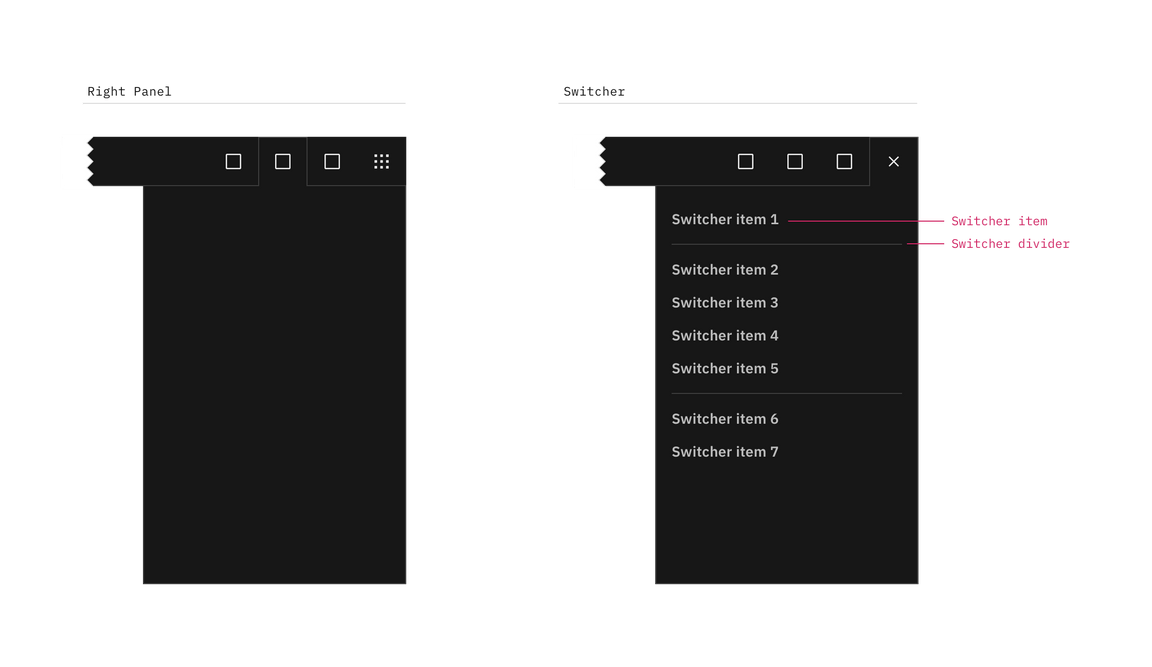 Right Panel
Switcher
Switcher item 1
Switcher item
Switcher divider
Switcher item 2
Switcher item 3
Switcher item 4
Switcher item 5
Switcher item 6
Switcher item 7